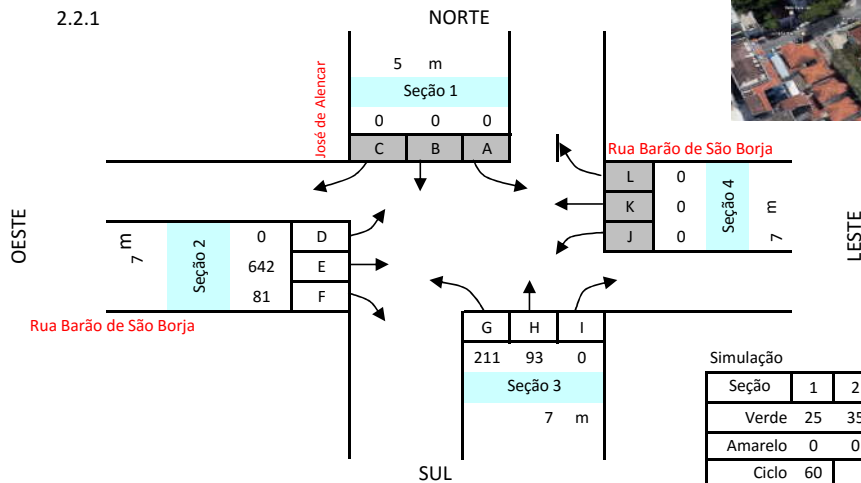 2.2.1
NORTE
José de Alencar
5 m
Seção 1
0 0 0
C B A
Rua Barão de São Borja
L 0
K 0
J 0
Seção 4
7 m
LESTE
OESTE
7 m
Seção 2
0 D
642 E
81 F
Rua Barão de São Borja
G H I
211 93 0
Seção 3
7 m
SUL
Simulação
Seção 1 2
Verde 25 35
Amarelo 0 0
Ciclo 60